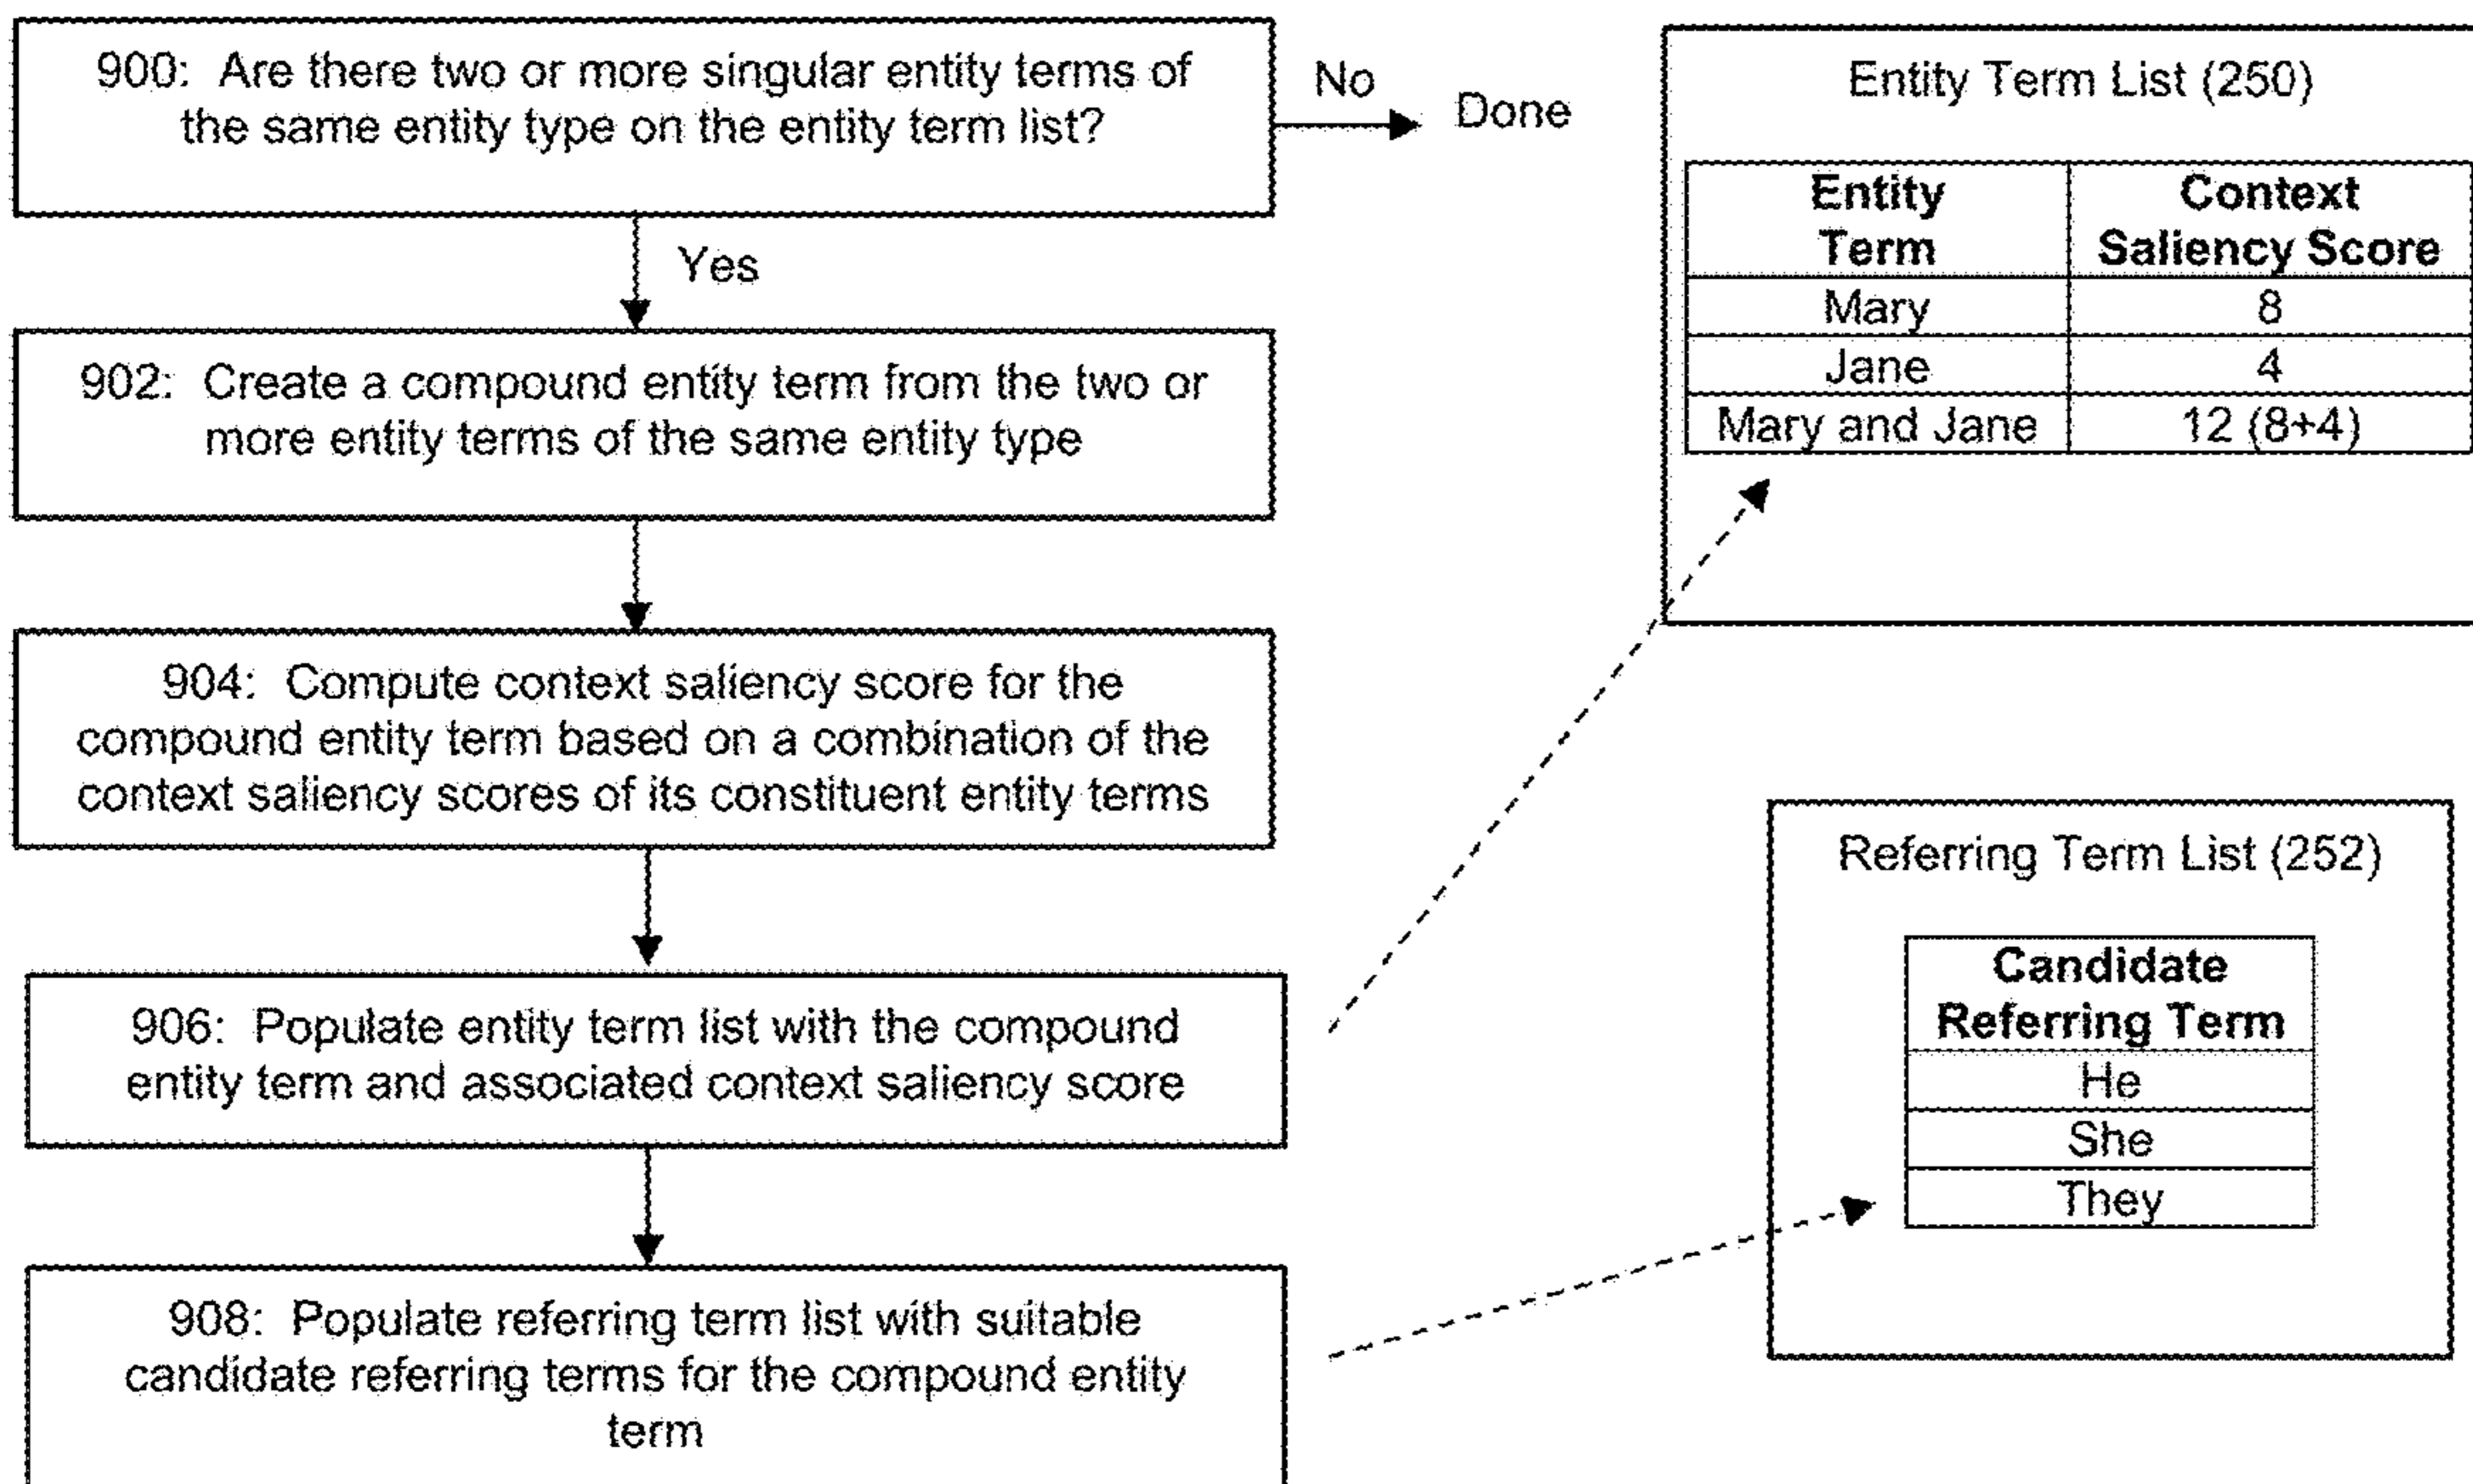 900: Are there two or more singular entity terms of
the same entity type on the entity term list?
No
Done
Yes
902: Create a compound entity term from the two or
more entity terms of the same entity type
904: Compute context saliency score for the
compound entity term based on a combination of the
context saliency scores of its constituent entity terms
906: Populate entity term list with the compound
entity term and associated context saliency score
908: Populate referring term list with suitable
candidate referring terms for the compound entity
term
Entity Term List (250)
Entity
Term
Context
Saliency Score
Mary
8
Jane
4
Mary and Jane
12 (8+4)
Referring Term List (252)
Candidate
Referring Term
He
She
They